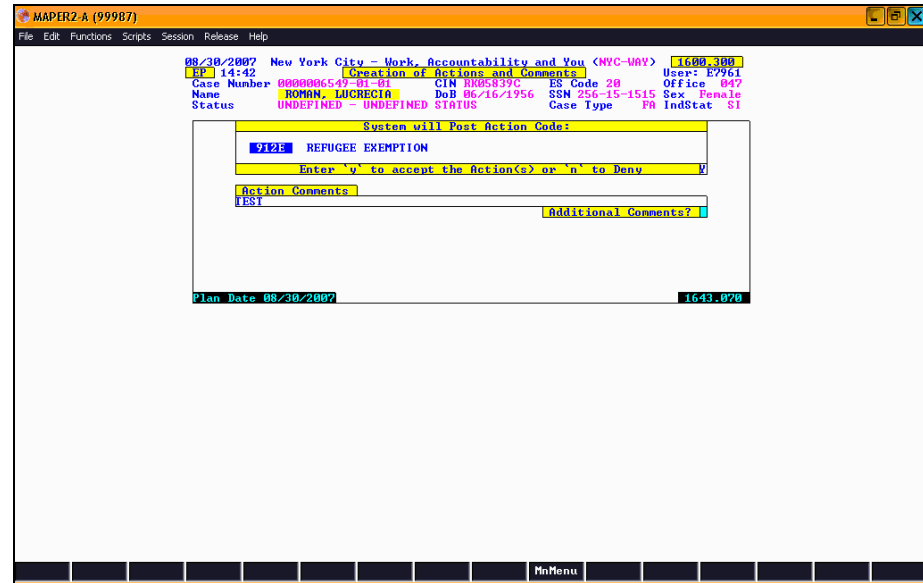 MAPER2-A (99987)
File Edit Functions Scripts Session Release Help
08/30/2007 New York City - Work, Accountability and You (NYC-WAY) 1600.300
EP 14:42 Creation of Actions and Comments User: E7961
Case Number 0000006549-01-01 CIN RK05839C ES Code 20 Office 047
Name ROMAN, LUCRECIA DoB 06/16/1956 SSN 256-15-1515 Sex Female
Status UNDEFINED - UNDEFINED STATUS Case Type FA IndStat SI
System will Post Action Code:
912E REFUGEE EXEMPTION
Enter `y` to accept the Action(s) or `n` to Deny Y
Action Comments
TEST
Additional Comments?
Plan Date 08/30/2007 1643.070
MnMenu